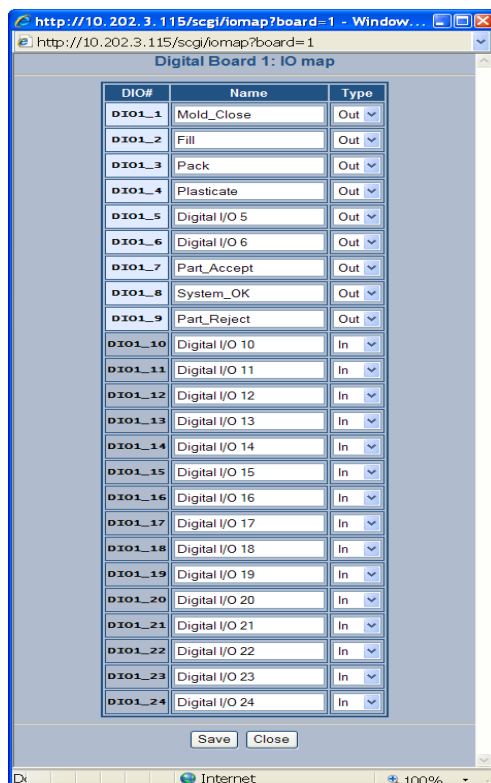 http://10.202.3.115/scgi/iomap?board=1 - Window...
http://10.202.3.115/scgi/iomap?board=1
Digital Board 1: IO map
DIO# Name Type
DIO1_1 Mold_Close Out
DIO1_2 Fill Out
DIO1_3 Pack Out
DIO1_4 Plasticate Out
DIO1_5 Digital I/O 5 Out
DIO1_6 Digital I/O 6 Out
DIO1_7 Part_Accept Out
DIO1_8 System_OK Out
DIO1_9 Part_Reject Out
DIO1_10 Digital I/O 10 In
DIO1_11 Digital I/O 11 In
DIO1_12 Digital I/O 12 In
DIO1_13 Digital I/O 13 In
DIO1_14 Digital I/O 14 In
DIO1_15 Digital I/O 15 In
DIO1_16 Digital I/O 16 In
DIO1_17 Digital I/O 17 In
DIO1_18 Digital I/O 18 In
DIO1_19 Digital I/O 19 In
DIO1_20 Digital I/O 20 In
DIO1_21 Digital I/O 21 In
DIO1_22 Digital I/O 22 In
DIO1_23 Digital I/O 23 In
DIO1_24 Digital I/O 24 In
Save Close
Internet 100%